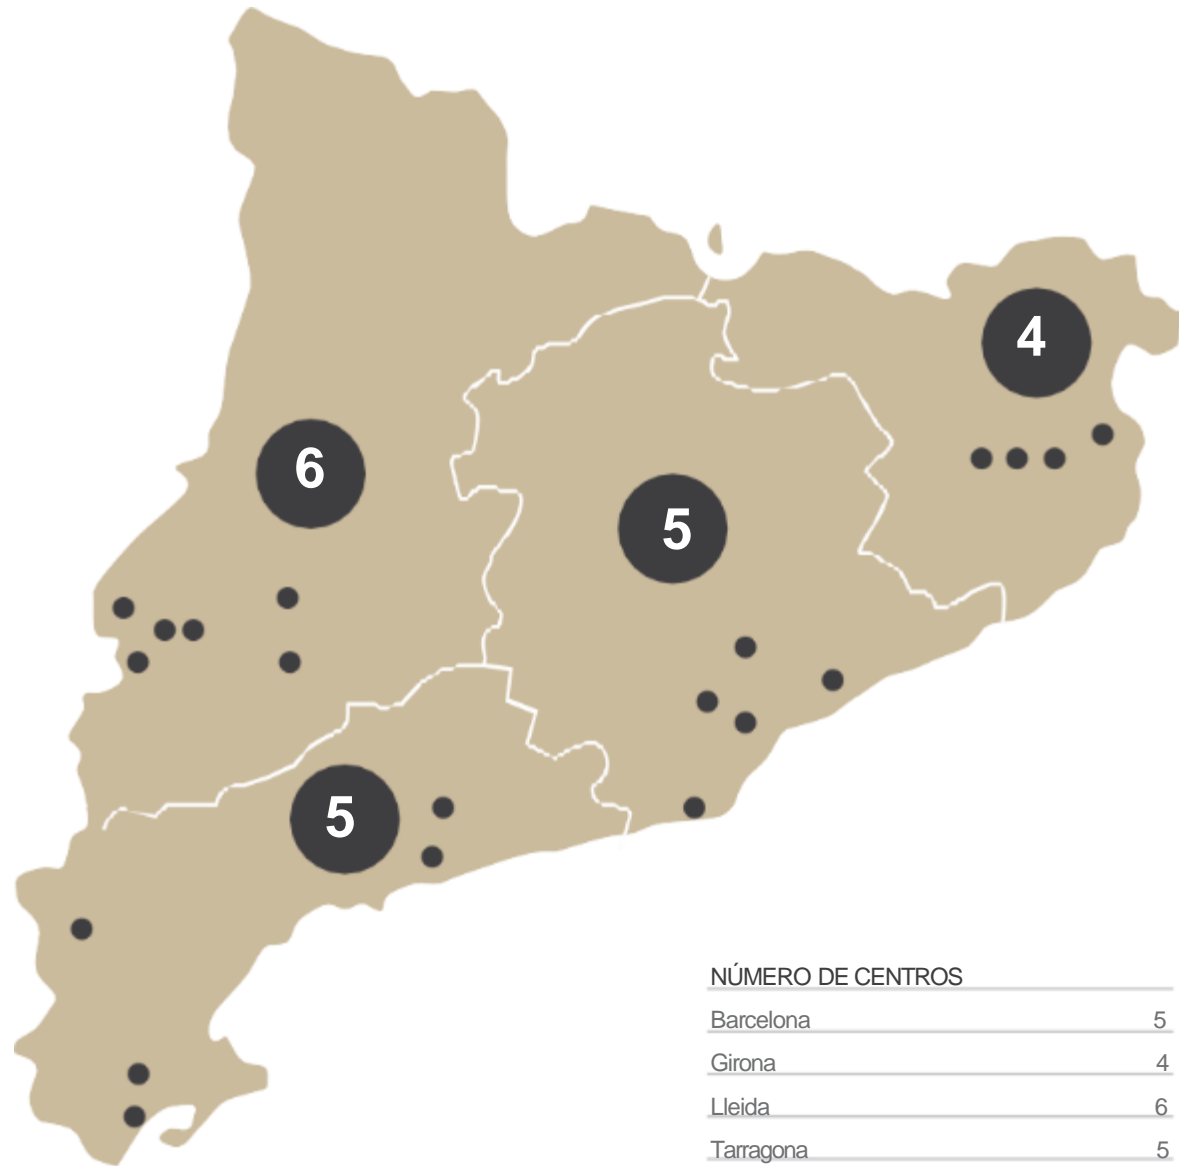 4
6
5
5
NÚMERO DE CENTROS
Barcelona 5
Girona 4
Lleida 6
Tarragona 5